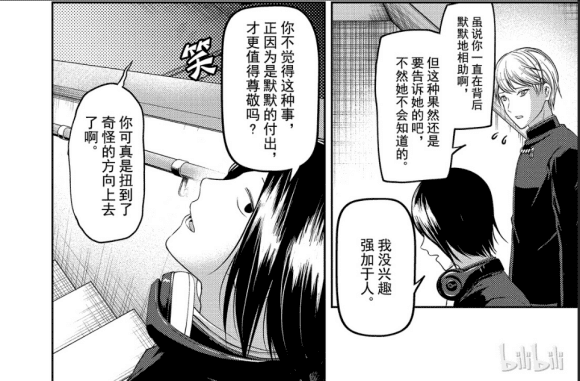 虽说你一直在背后
默默地相助啊，
但这种果然还是
要告诉她的吧，
不然她不会知道的。
我没兴趣
强加于人。
你不觉得这种事，
正因为是默默的付出，
才更值得尊敬吗？
笑
你可真是扭到了
奇怪的方向上去
了啊。
bilibili